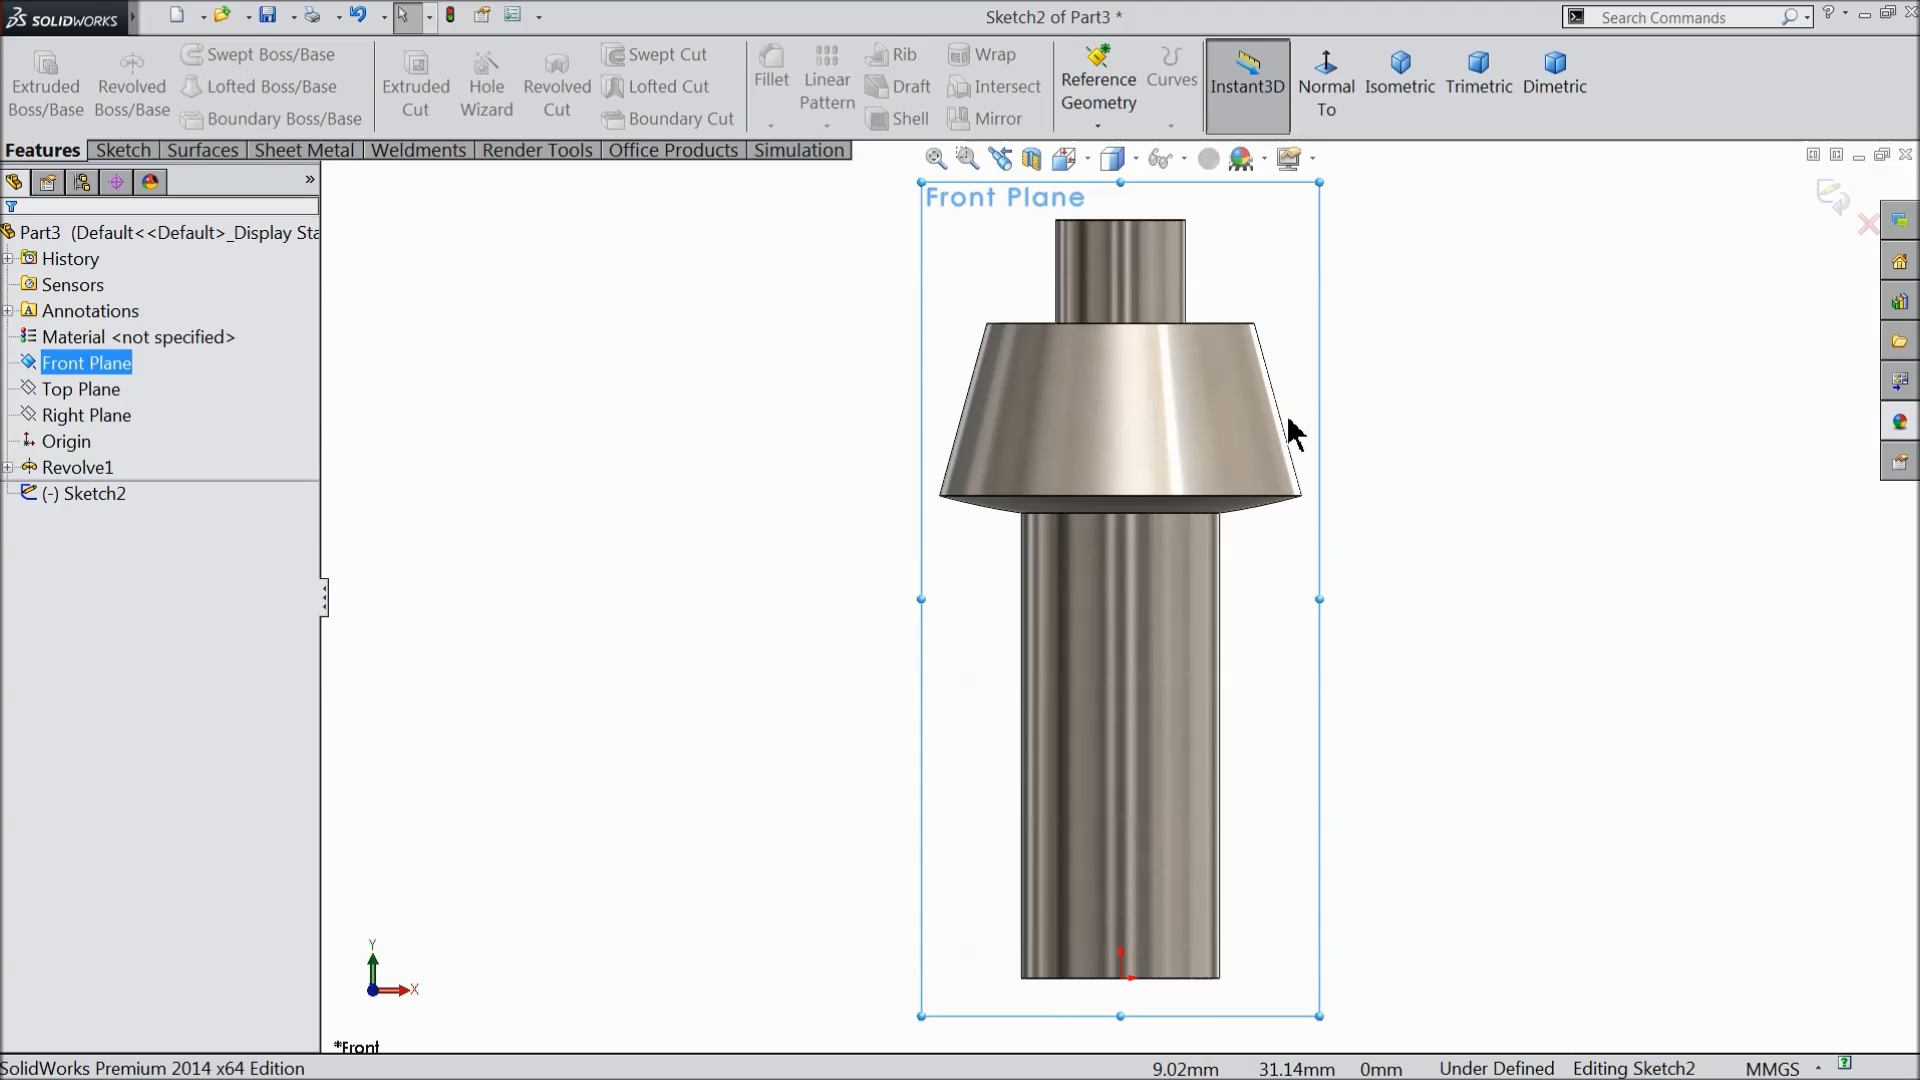 SOLIDWORKS
Sketch2 of Part3 *
Search Commands
Extruded Boss/Base
Revolved Boss/Base
Swept Boss/Base
Lofted Boss/Base
Boundary Boss/Base
Extruded Cut
Hole Wizard
Revolved Cut
Swept Cut
Lofted Cut
Boundary Cut
Fillet
Linear Pattern
Rib
Draft
Shell
Wrap
Intersect
Mirror
Reference Geometry
Curves
Instant3D
Normal To
Isometric
Trimetric
Dimetric
Features
Sketch
Surfaces
Sheet Metal
Weldments
Render Tools
Office Products
Simulation
Part3 (Default<<Default>_Display Sta
History
Sensors
Annotations
Material <not specified>
Front Plane
Top Plane
Right Plane
Origin
Revolve1
(-) Sketch2
Front Plane
Y
X
*Front
SolidWorks Premium 2014 x64 Edition
9.02mm
31.14mm
0mm
Under Defined
Editing Sketch2
MMGS